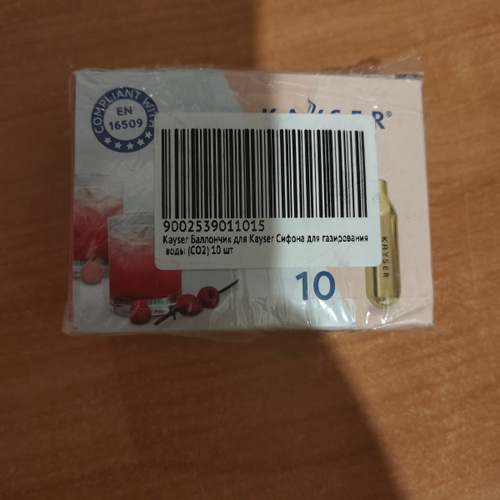 COMPLIANT WITH
EN
16509
KAYSER®
9002539011015
Kayser Баллончик для Kayser Сифона для газирования
воды (CO2) 10 шт
KAYSER
10